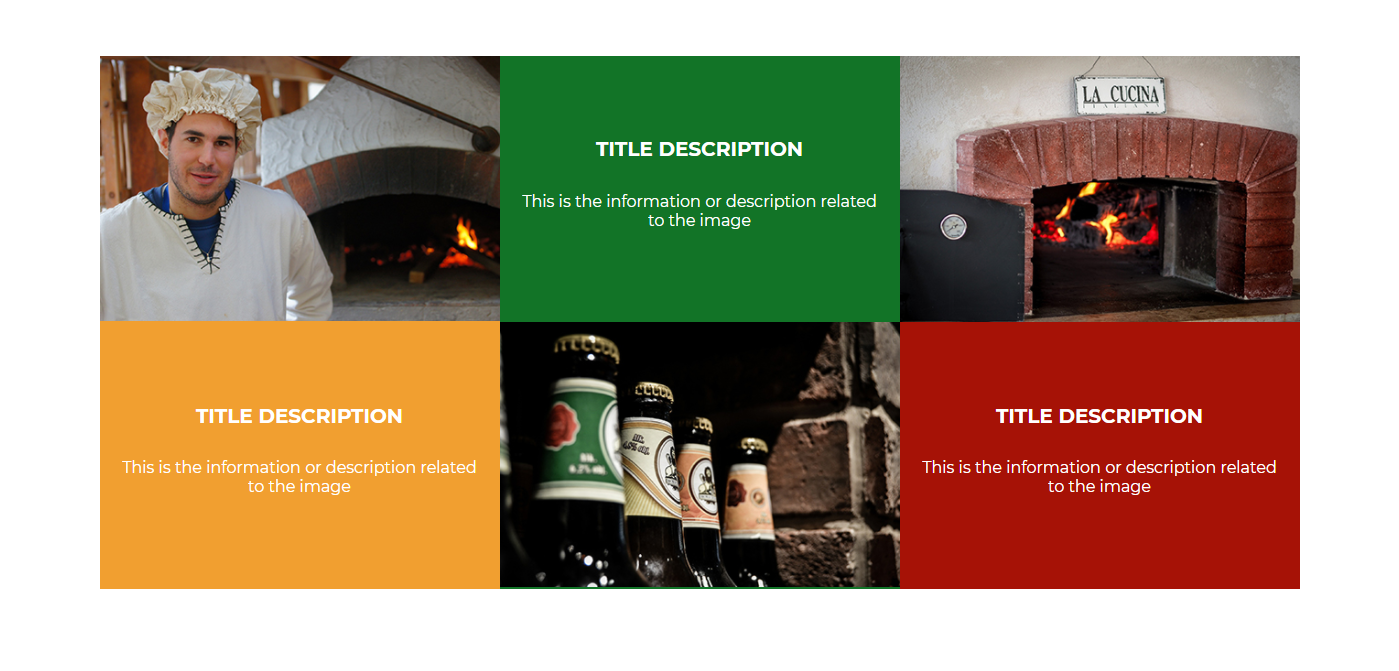 LA CUCINA
ITALIANA
TITLE DESCRIPTION
This is the information or description related
to the image
TITLE DESCRIPTION
This is the information or description related
to the image
TITLE DESCRIPTION
This is the information or description related
to the image